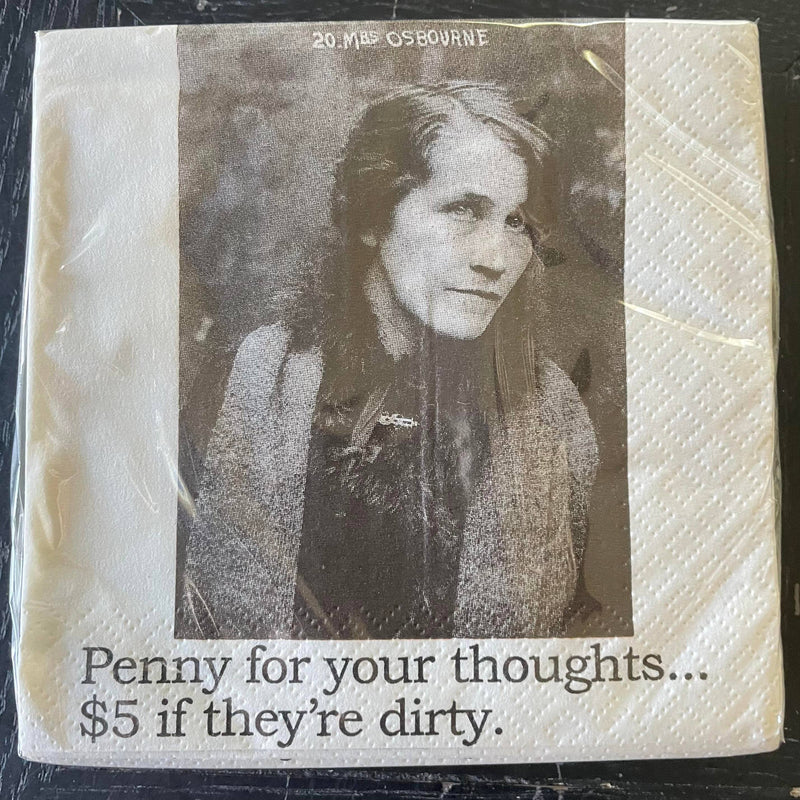 20. MRS OSBOURNE
Penny for your thoughts...
$5 if they're dirty.